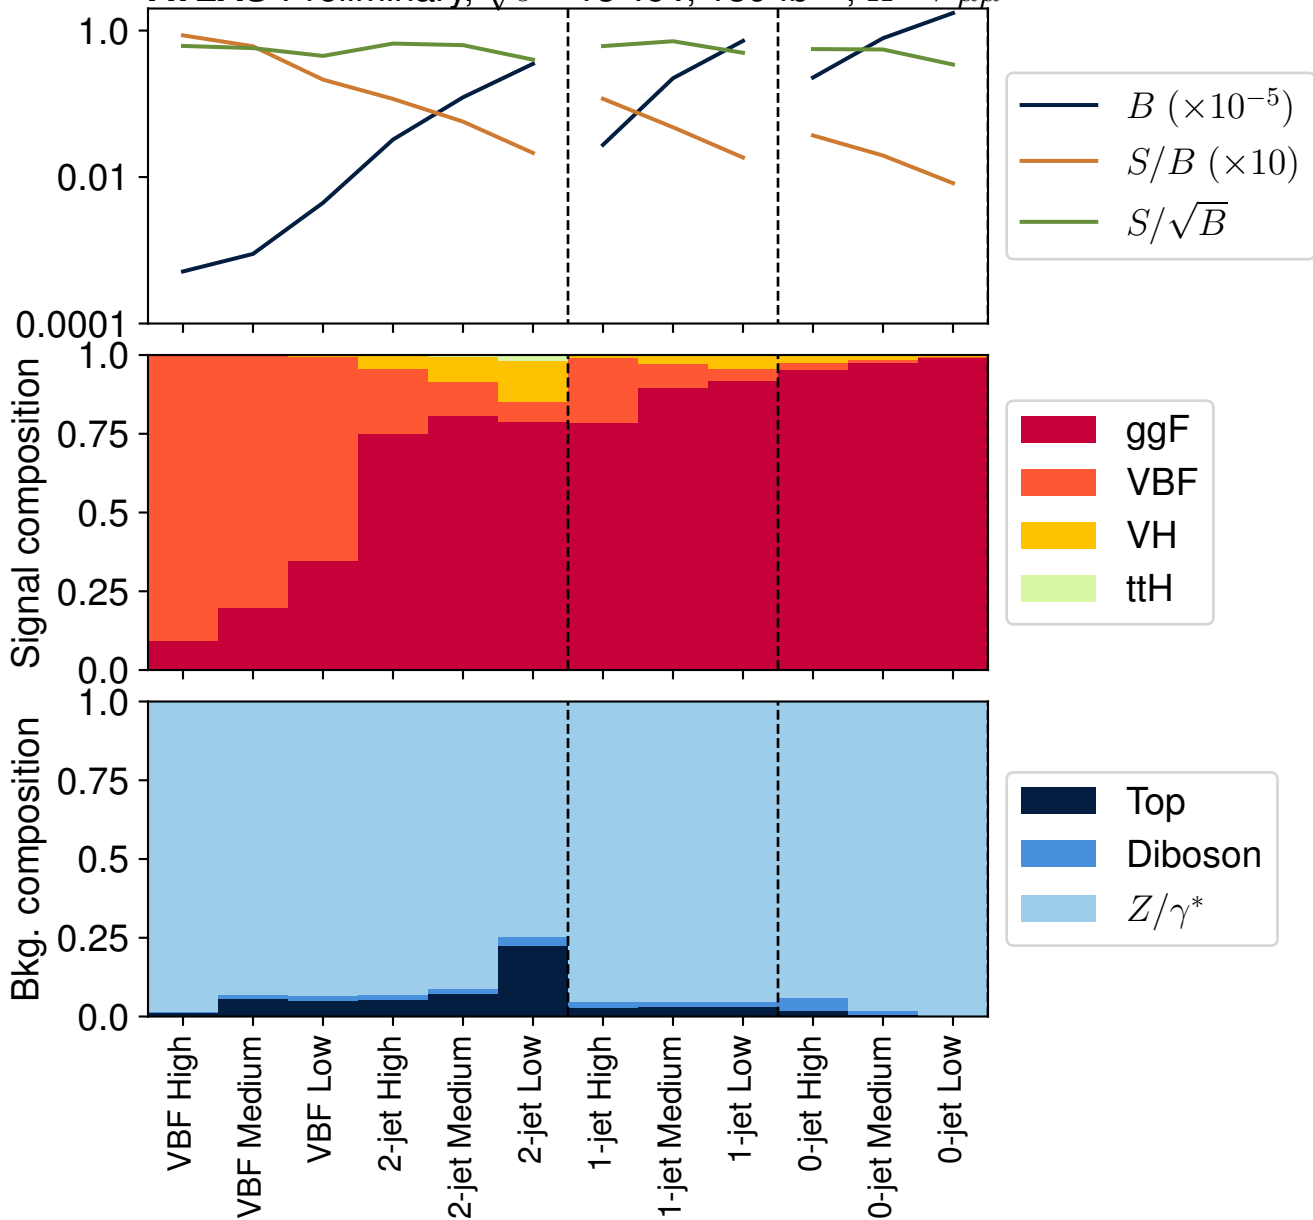 1.0
0.01
0.0001
B (×10⁻⁵)
S/B (×10)
S/√B
Signal composition
1.0
0.75
0.5
0.25
0.0
ggF
VBF
VH
ttH
Bkg. composition
1.0
0.75
0.5
0.25
0.0
Top
Diboson
Z/γ*
VBF High
VBF Medium
VBF Low
2-jet High
2-jet Medium
2-jet Low
1-jet High
1-jet Medium
1-jet Low
0-jet High
0-jet Medium
0-jet Low